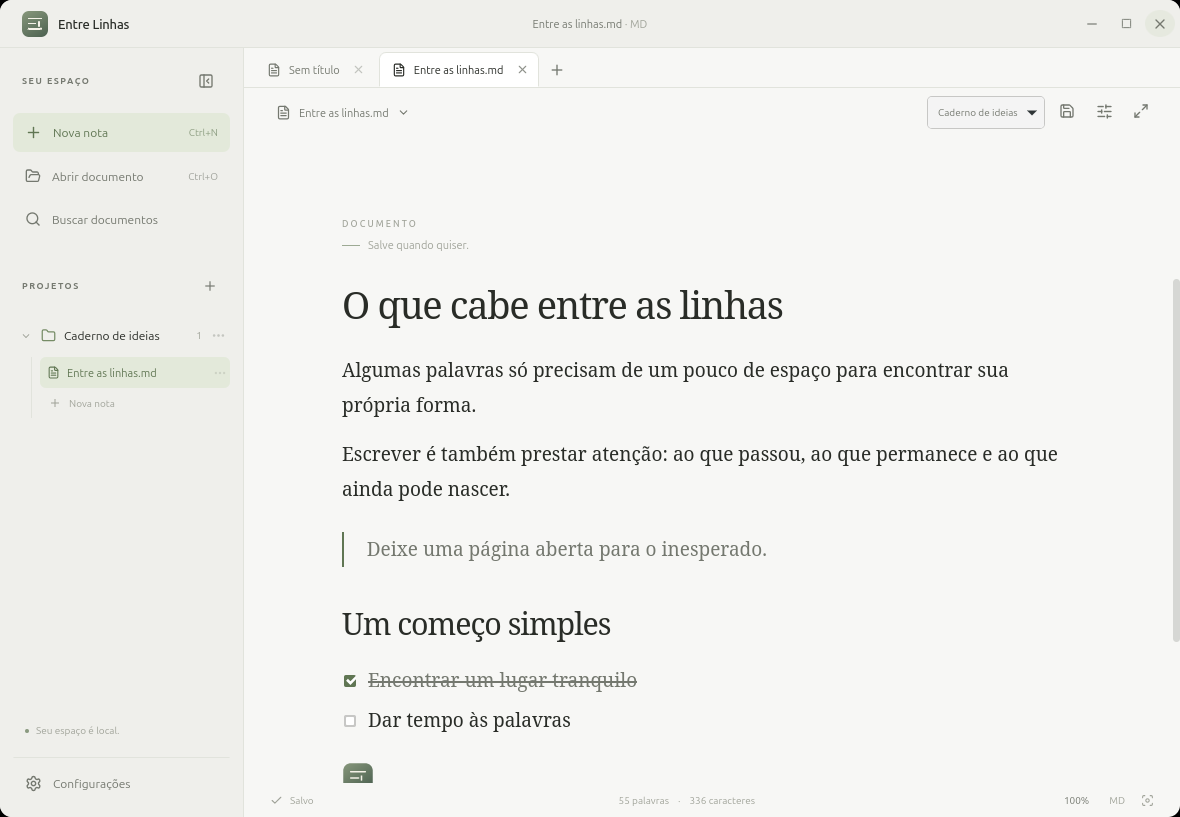 Entre Linhas
Entre as linhas.md · MD
SEU ESPAÇO
Nova nota Ctrl+N
Abrir documento Ctrl+O
Buscar documentos
PROJETOS
Caderno de ideias 1
Entre as linhas.md
Nova nota
Seu espaço é local.
Configurações
Sem título
Entre as linhas.md
Entre as linhas.md
Caderno de ideias
DOCUMENTO
Salve quando quiser.
O que cabe entre as linhas
Algumas palavras só precisam de um pouco de espaço para encontrar sua
própria forma.
Escrever é também prestar atenção: ao que passou, ao que permanece e ao que
ainda pode nascer.
Deixe uma página aberta para o inesperado.
Um começo simples
Encontrar um lugar tranquilo
Dar tempo às palavras
Salvo
55 palavras · 336 caracteres
100%
MD